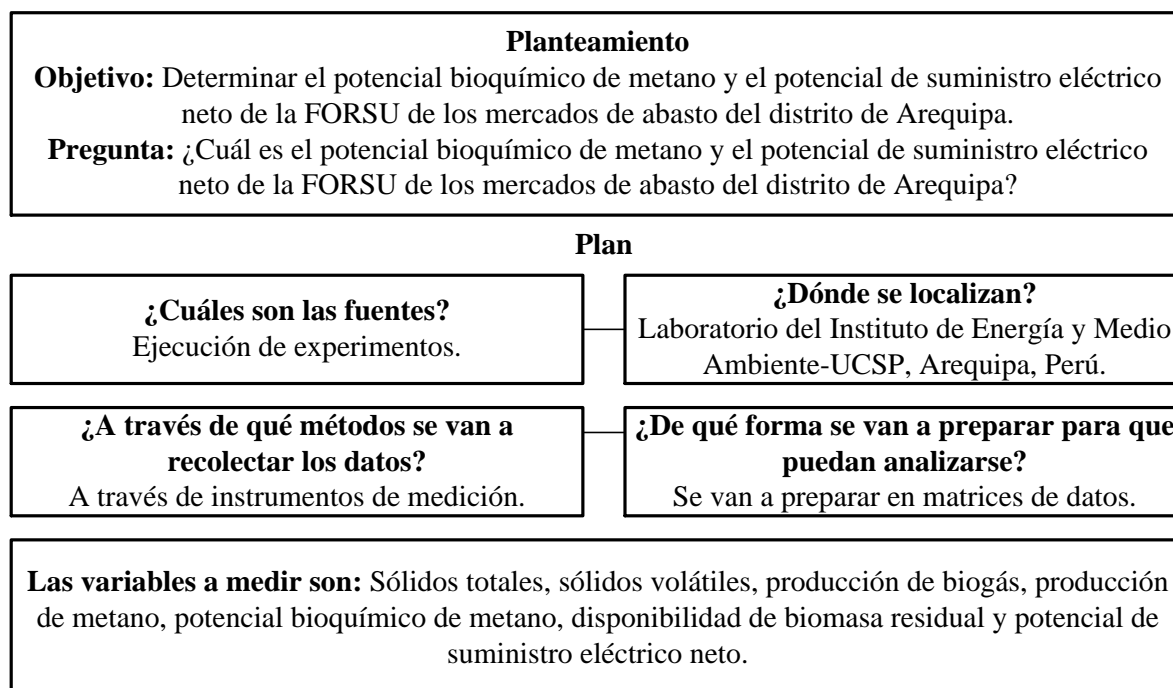 Planteamiento
Objetivo: Determinar el potencial bioquímico de metano y el potencial de suministro eléctrico
neto de la FORSU de los mercados de abasto del distrito de Arequipa.
Pregunta: ¿Cuál es el potencial bioquímico de metano y el potencial de suministro eléctrico
neto de la FORSU de los mercados de abasto del distrito de Arequipa?
Plan
¿Cuáles son las fuentes?
Ejecución de experimentos.
¿Dónde se localizan?
Laboratorio del Instituto de Energía y Medio
Ambiente-UCSP, Arequipa, Perú.
¿A través de qué métodos se van a
recolectar los datos?
A través de instrumentos de medición.
¿De qué forma se van a preparar para que
puedan analizarse?
Se van a preparar en matrices de datos.
Las variables a medir son: Sólidos totales, sólidos volátiles, producción de biogás, producción
de metano, potencial bioquímico de metano, disponibilidad de biomasa residual y potencial de
suministro eléctrico neto.